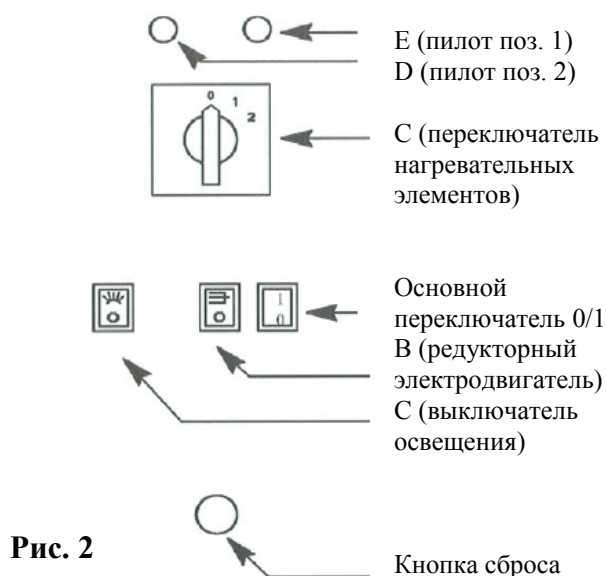 E (пилот поз. 1)
D (пилот поз. 2)
0
1
2
C (переключатель
нагревательных
элементов)
1
0
Основной
переключатель 0/1
B (редукторный
электродвигатель)
C (выключатель
освещения)
Рис. 2
Кнопка сброса